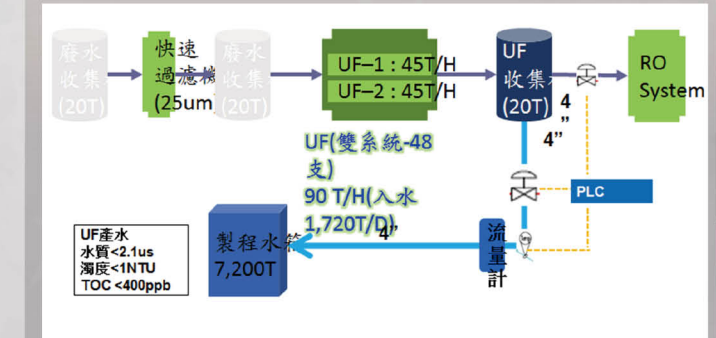 廢水
收集
(20T)
快速
過濾機
(25um)
廢水
收集
(20T)
UF–1 : 45T/H
UF–2 : 45T/H
UF
收集
(20T)
4
”
4”
RO
System
UF(雙系統-48
支)
90 T/H(入水
1,720T/D)
PLC
4”
流
量
計
製程水箱
7,200T
UF產水
水質<2.1us
濁度<1NTU
TOC <400ppb